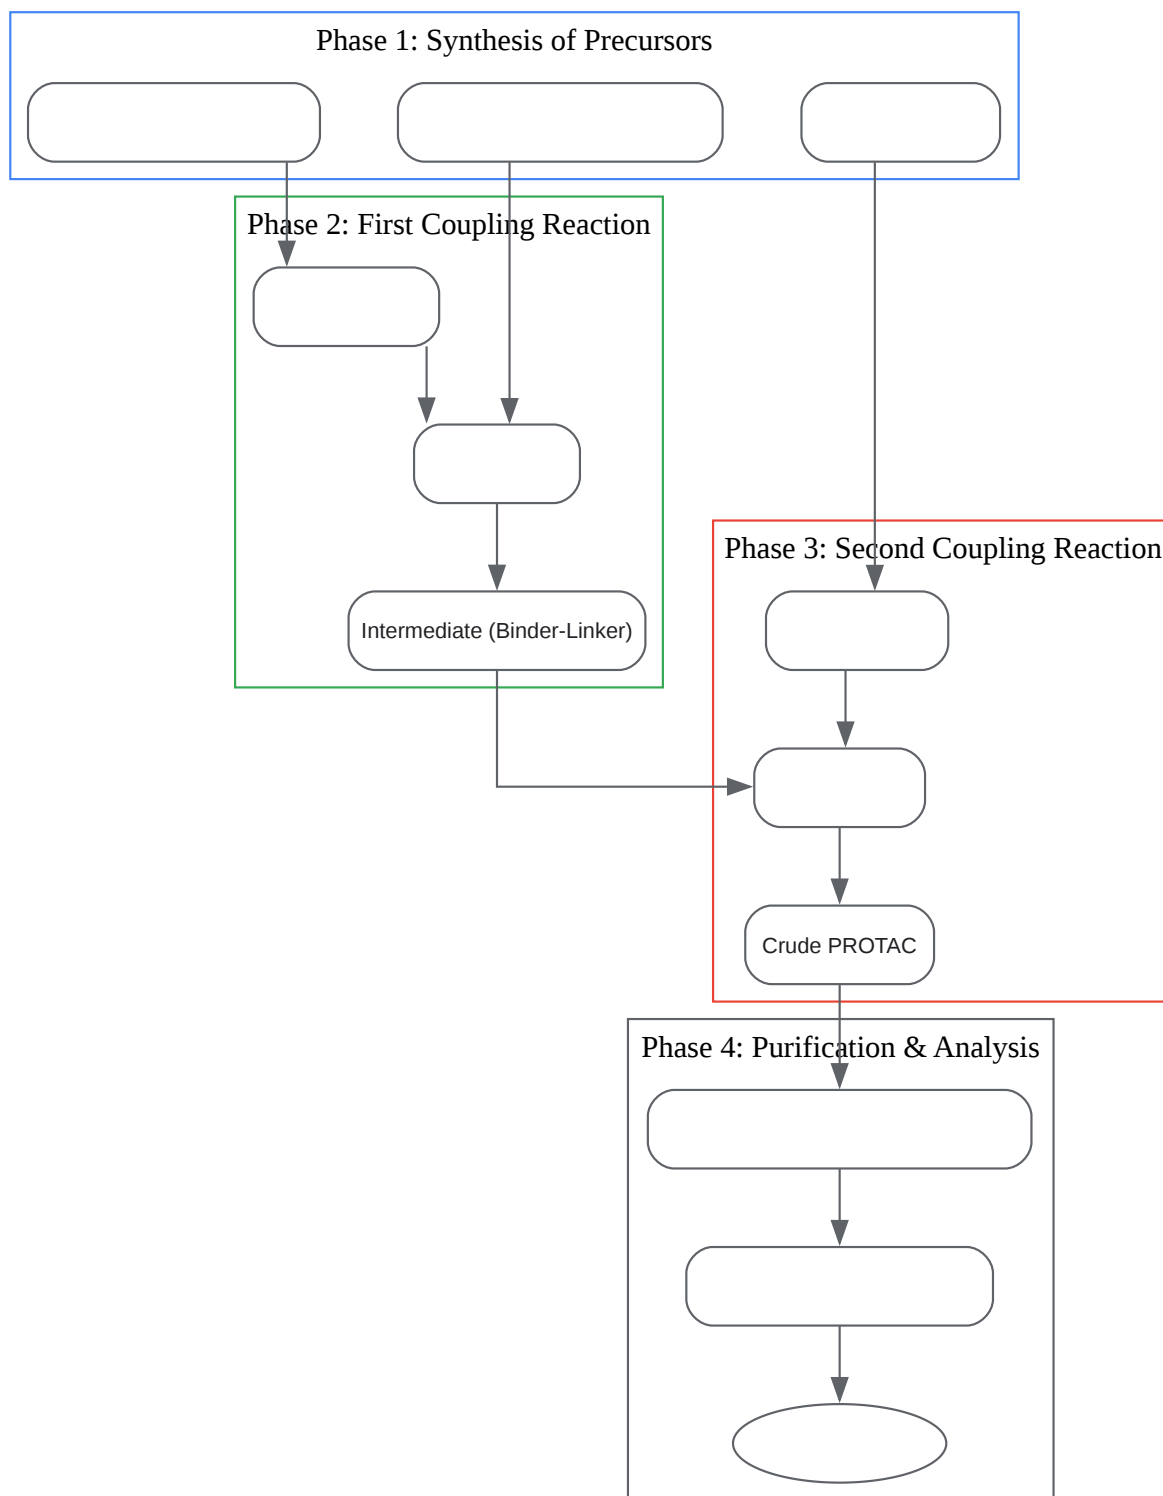 Phase 1: Synthesis of Precursors
Phase 2: First Coupling Reaction
Phase 3: Second Coupling Reaction
Intermediate (Binder-Linker)
Crude PROTAC
Phase 4: Purification & Analysis